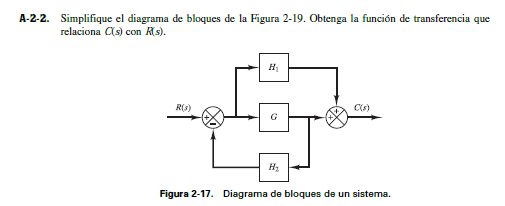 A-2-2. Simplifique el diagrama de bloques de la Figura 2-19. Obtenga la función de transferencia que
relaciona C(s) con R(s).
H1
R(s)
+
−
G
+
+
C(s)
H2
Figura 2-17. Diagrama de bloques de un sistema.